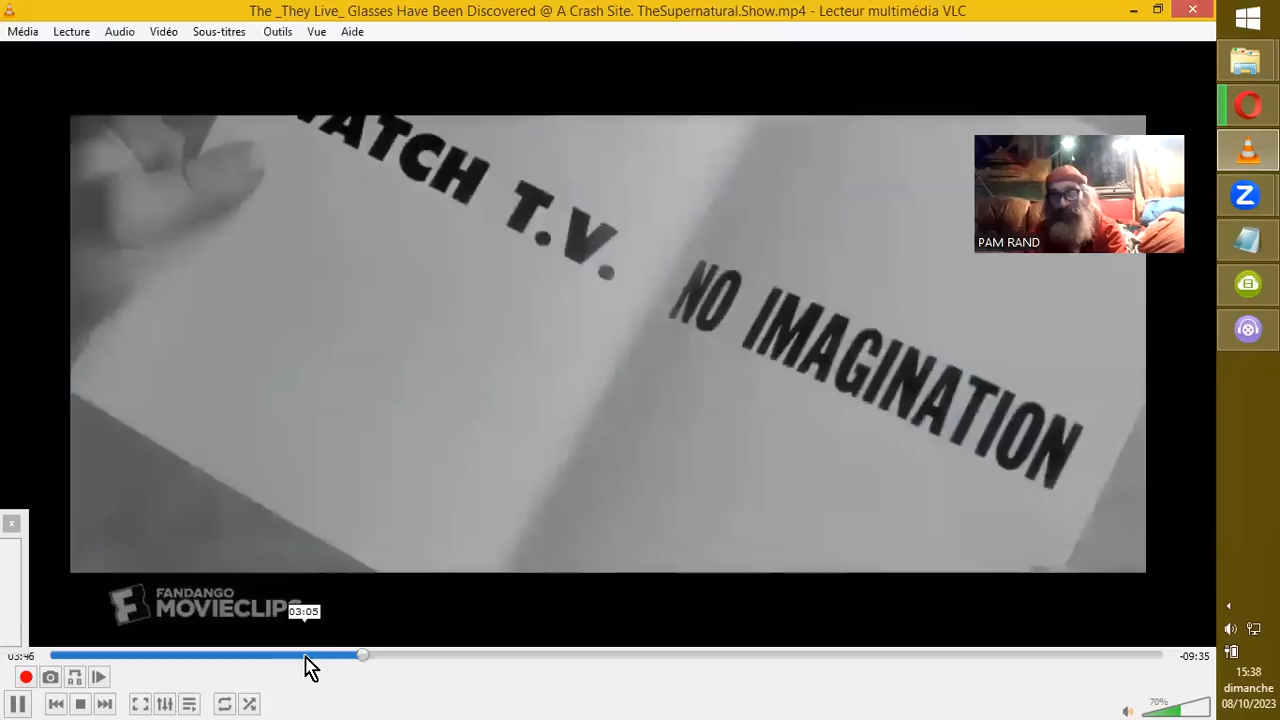 The _They Live_ Glasses Have Been Discovered @ A Crash Site. TheSupernatural.Show.mp4 - Lecteur multimédia VLC
Média Lecture Audio Vidéo Sous-titres Outils Vue Aide
WATCH T.V.
NO IMAGINATION
PAM RAND
FANDANGO
MOVIECLIPS
03:05
03:46
-09:35
70%
15:38
dimanche
08/10/2023